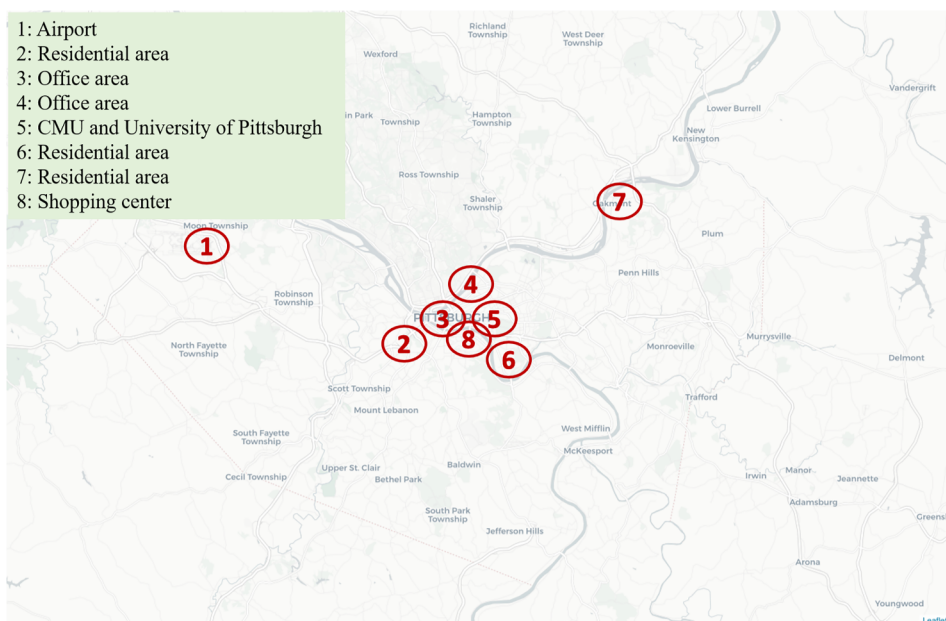 1: Airport
2: Residential area
3: Office area
4: Office area
5: CMU and University of Pittsburgh
6: Residential area
7: Residential area
8: Shopping center
Richland
Township
West Deer
Township
Wexford
Vandergrift
Lower Burrell
in Park
Township
Hampton
Township
New
Kensington
Ross Township
Shaler
Township
7
Moon Township
1
Plum
Penn Hills
4
Robinson
Township
3
5
PITTSBURGH
8
2
6
North Fayette
Township
Monroeville
Murrysville
Delmont
Scott Township
Mount Lebanon
Trafford
South Fayette
Township
West Mifflin
McKeesport
Cecil Township
Upper St. Clair
Bethel Park
Baldwin
Irwin
Manor
Jeannette
Adamsburg
South Park
Township
Greens
Jefferson Hills
Arona
Youngwood
Leafle